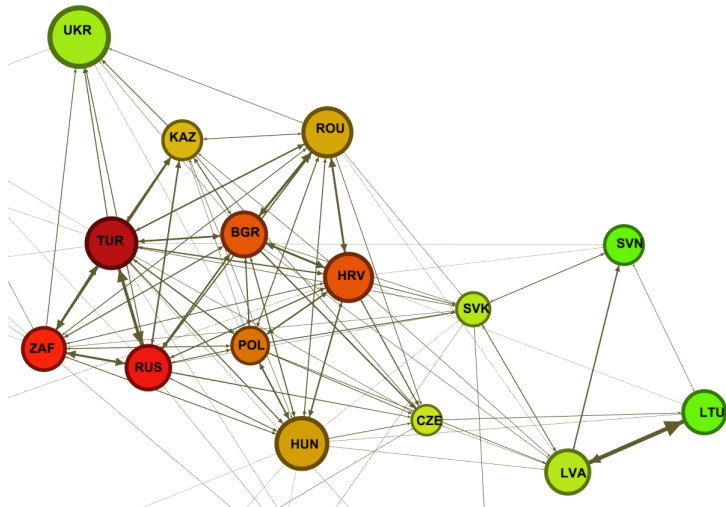 UKR
KAZ
ROU
TUR
BGR
HRV
SVN
SVK
ZAF
RUS
POL
HUN
CZE
LTU
LVA